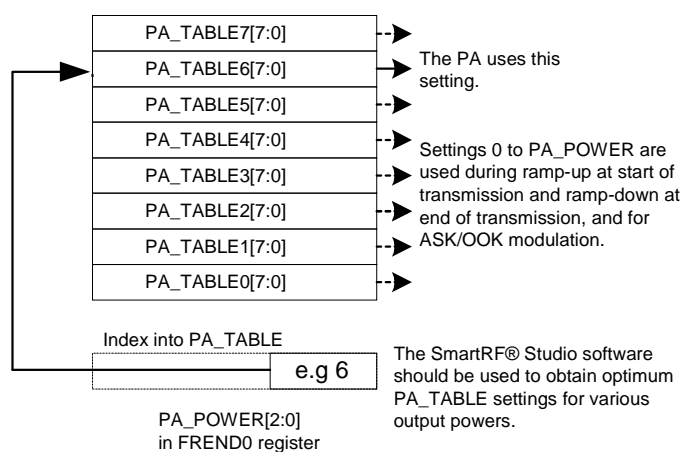 PA_TABLE7[7:0]
PA_TABLE6[7:0]
The PA uses this
setting.
PA_TABLE5[7:0]
PA_TABLE4[7:0]
PA_TABLE3[7:0]
PA_TABLE2[7:0]
PA_TABLE1[7:0]
PA_TABLE0[7:0]
Settings 0 to PA_POWER are
used during ramp-up at start of
transmission and ramp-down at
end of transmission, and for
ASK/OOK modulation.
Index into PA_TABLE
e.g 6
PA_POWER[2:0]
in FREND0 register
The SmartRF® Studio software
should be used to obtain optimum
PA_TABLE settings for various
output powers.